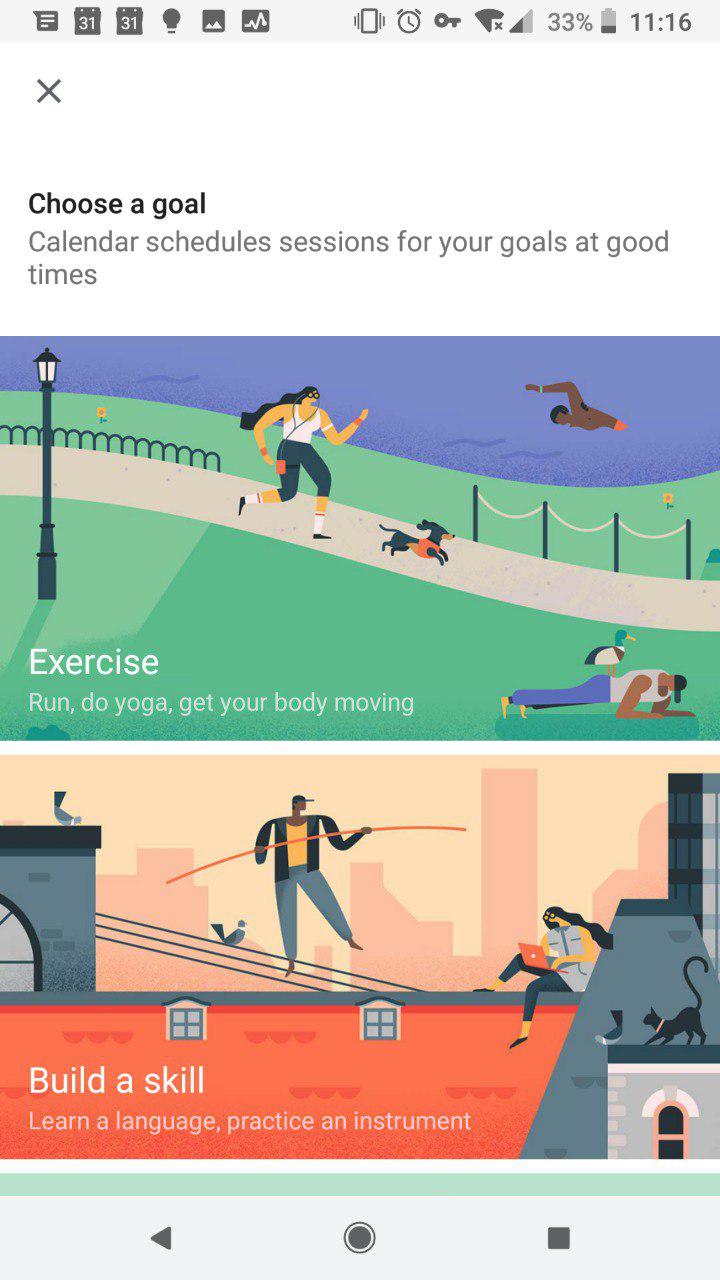 31 31 33% 11:16
Choose a goal
Calendar schedules sessions for your goals at good
times
Exercise
Run, do yoga, get your body moving
Build a skill
Learn a language, practice an instrument